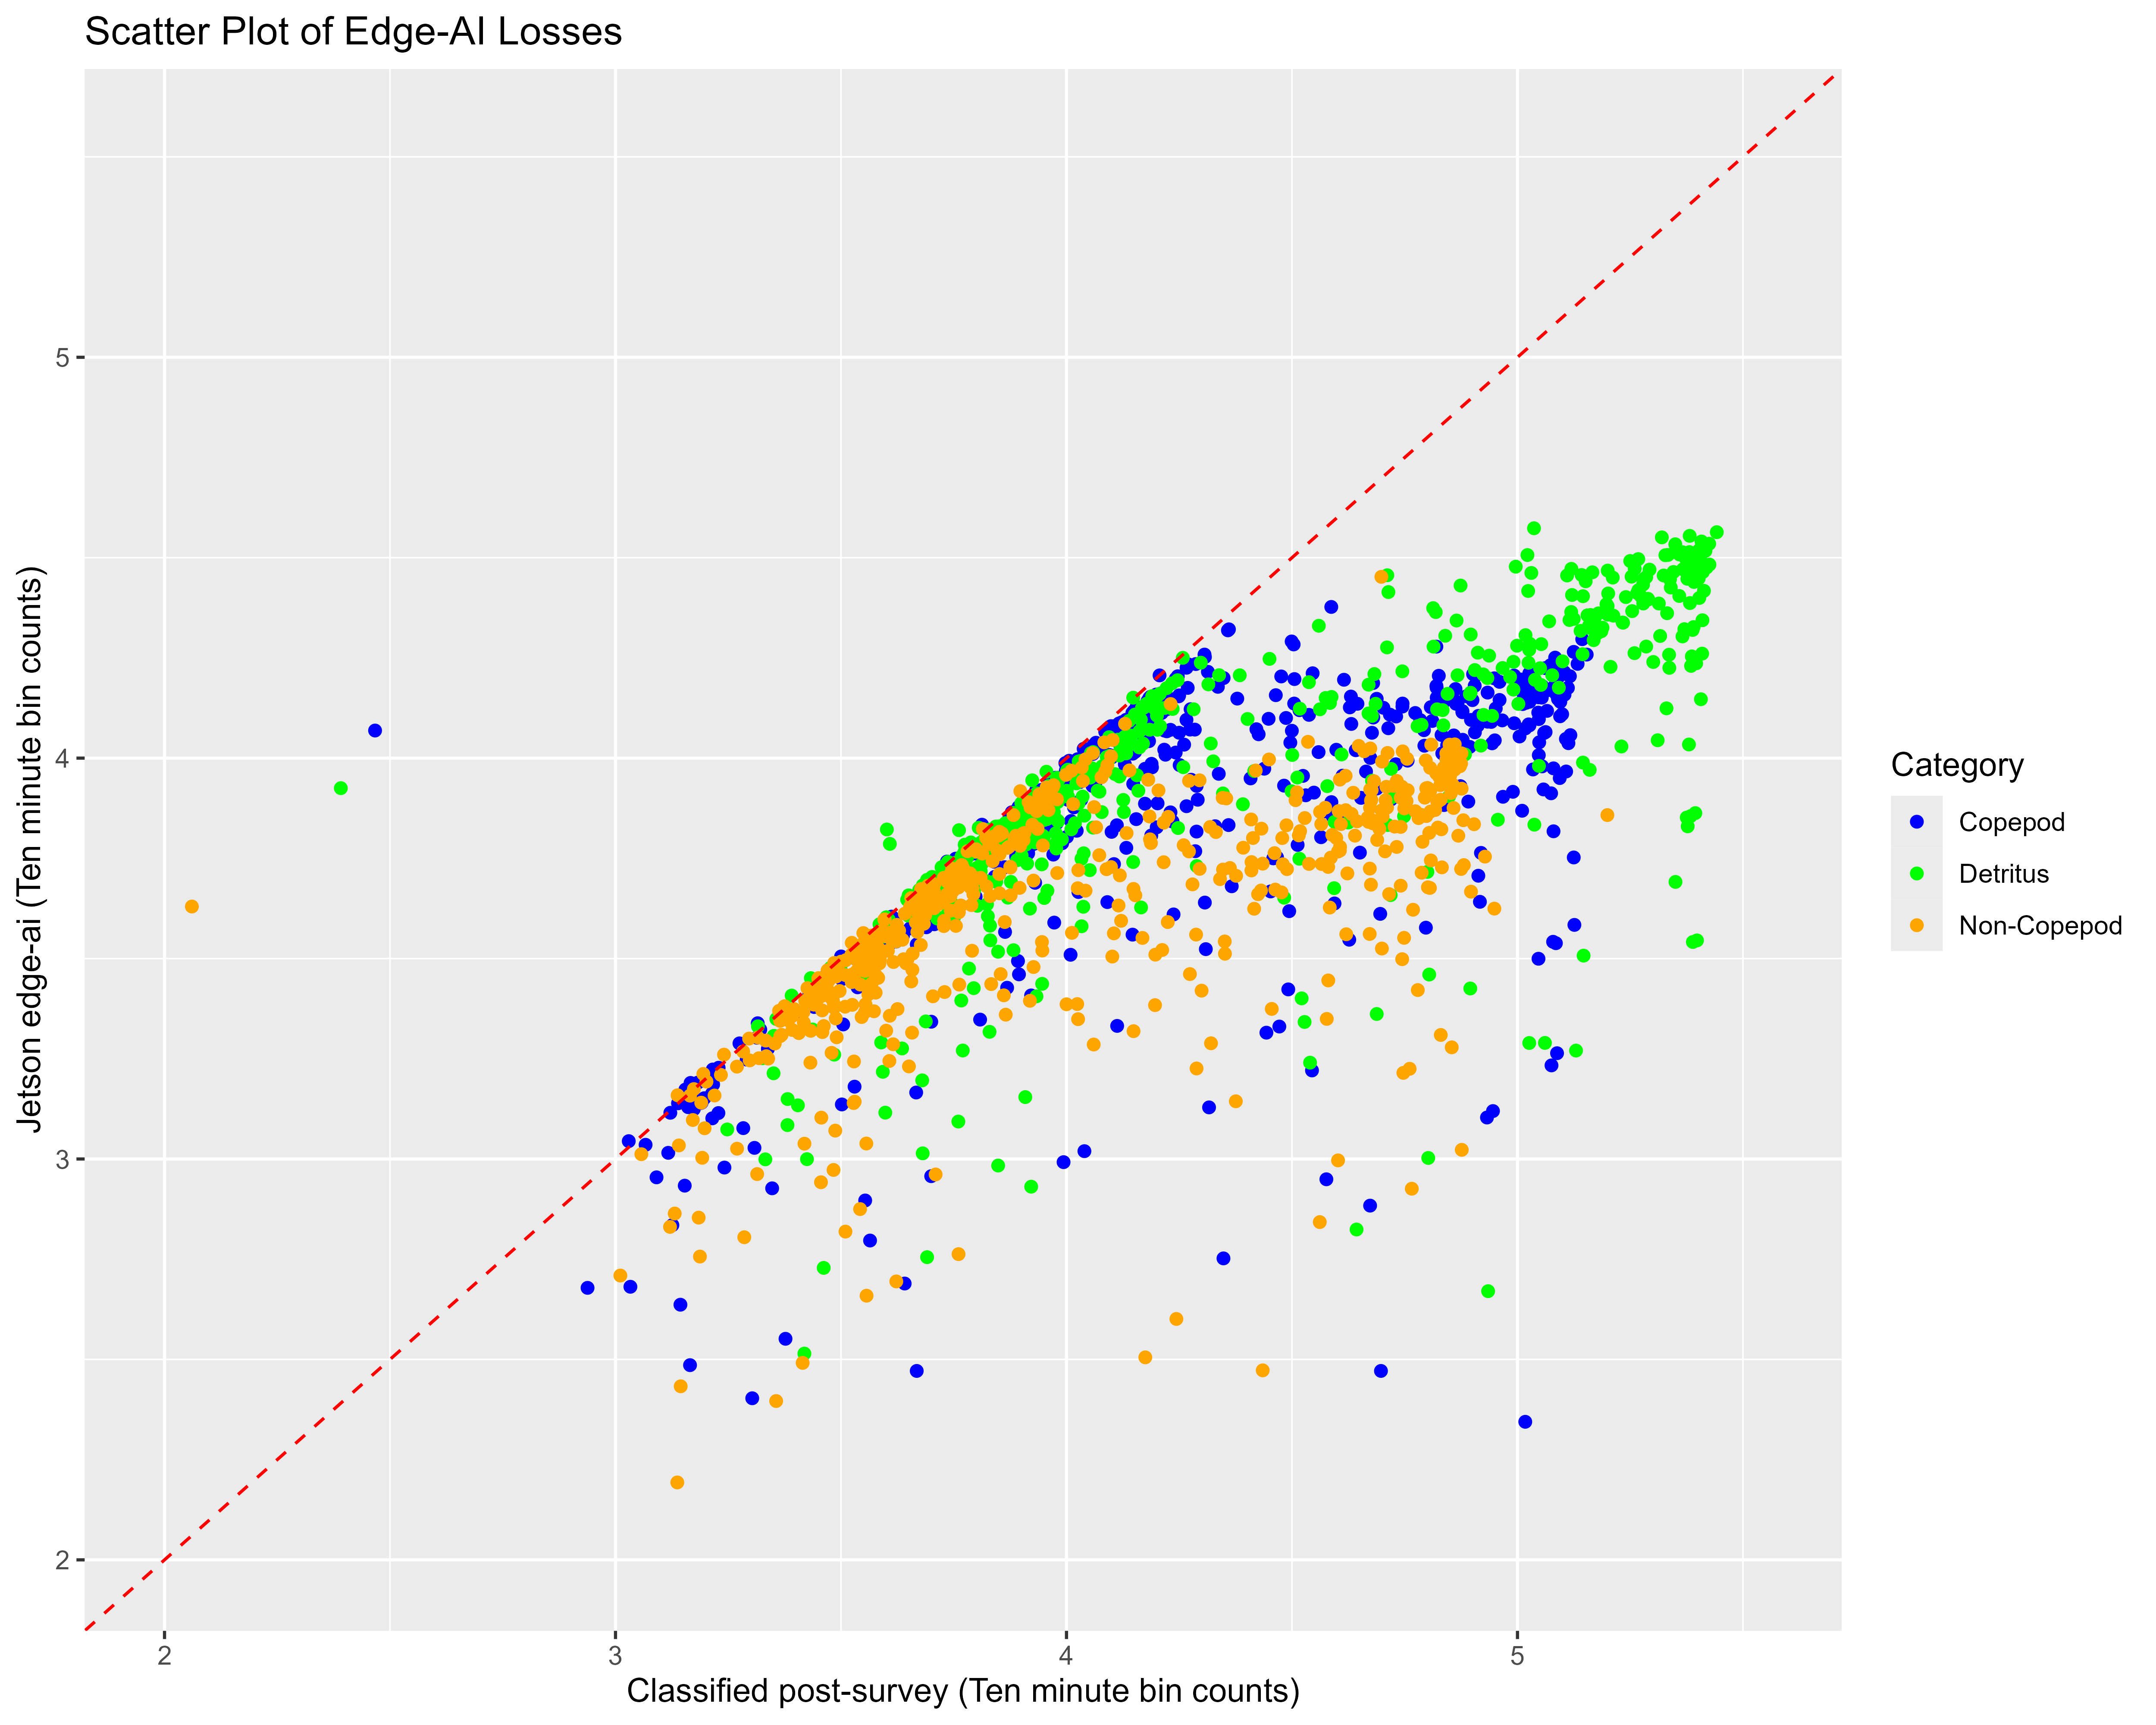 Scatter Plot of Edge-AI Losses
Jetson edge-ai (Ten minute bin counts)
5
4
3
2
2
3
4
5
Classified post-survey (Ten minute bin counts)
Category
Copepod
Detritus
Non-Copepod